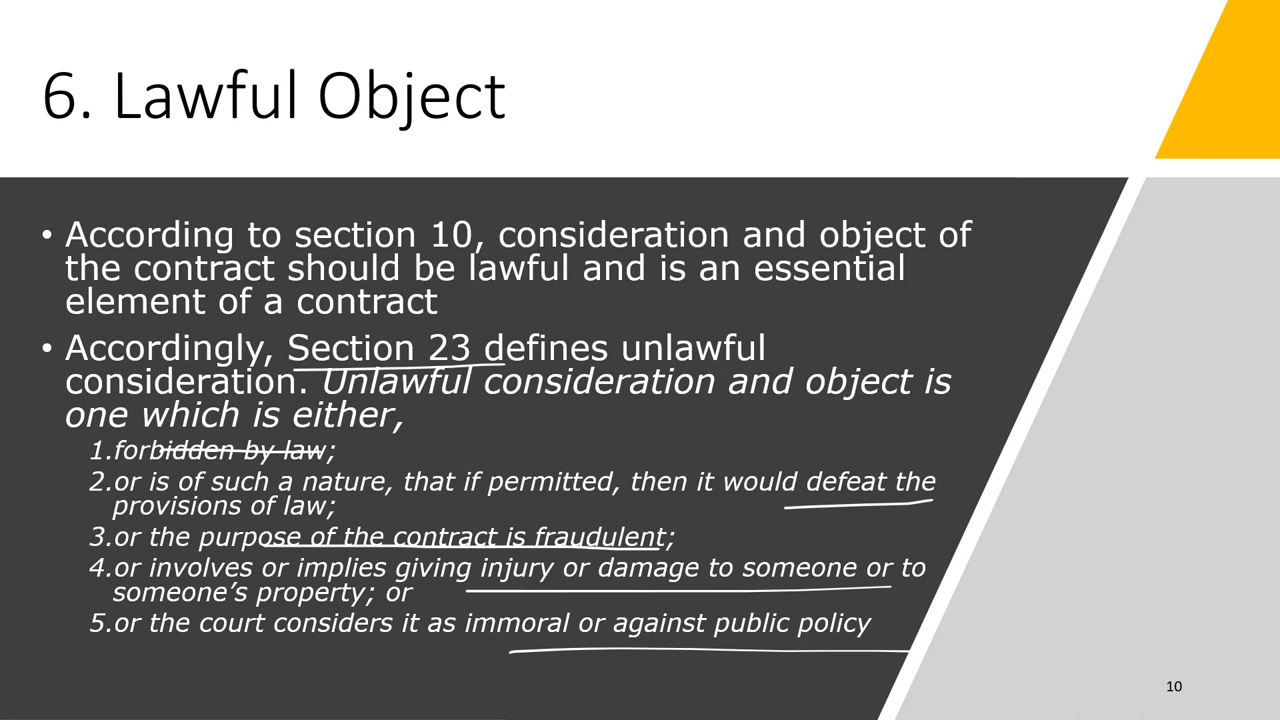 6. Lawful Object
• According to section 10, consideration and object of
the contract should be lawful and is an essential
element of a contract
• Accordingly, Section 23 defines unlawful
consideration. Unlawful consideration and object is
one which is either,
1.forbidden by law;
2.or is of such a nature, that if permitted, then it would defeat the
provisions of law;
3.or the purpose of the contract is fraudulent;
4.or involves or implies giving injury or damage to someone or to
someone’s property; or
5.or the court considers it as immoral or against public policy
10